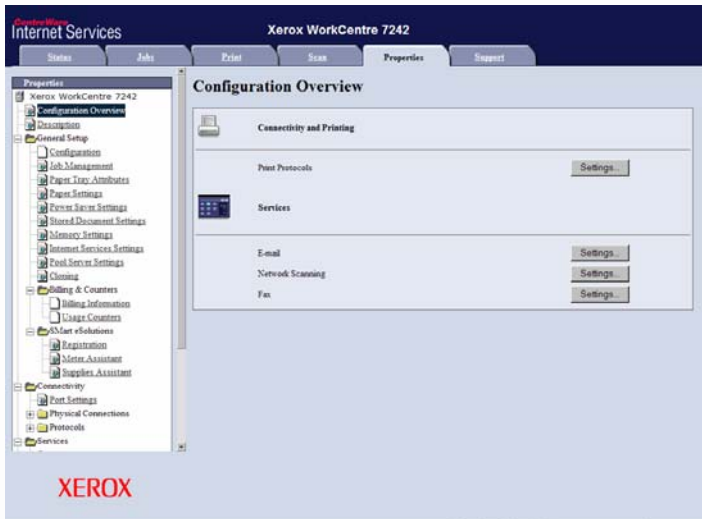 CentreWare
Internet Services
Xerox WorkCentre 7242
Status
Jobs
Print
Scan
Properties
Support
Properties
Xerox WorkCentre 7242
Configuration Overview
Description
General Setup
Configuration
Job Management
Paper Tray Attributes
Paper Settings
Power Saver Settings
Stored Document Settings
Memory Settings
Internet Services Settings
Pool Server Settings
Cloning
Billing & Counters
Billing Information
Usage Counters
SMart eSolutions
Registration
Meter Assistant
Supplies Assistant
Connectivity
Port Settings
Physical Connections
Protocols
Services
XEROX
Configuration Overview
Connectivity and Printing
Print Protocols
Settings...
Services
E-mail
Settings...
Network Scanning
Settings...
Fax
Settings...